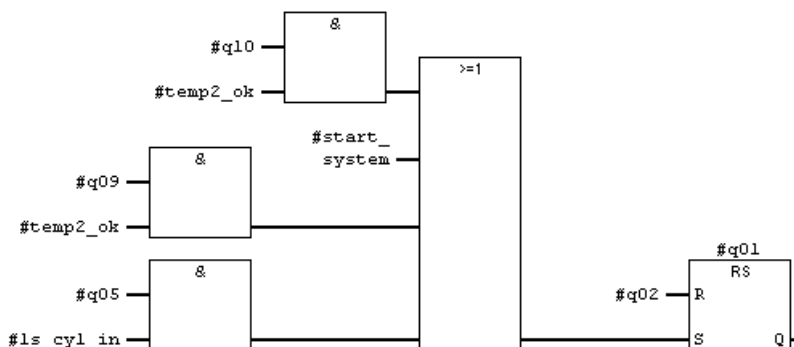 &
#q10
>=1
#temp2_ok
#start_
system
&
#q09
#temp2_ok
#q01
&
RS
#q05
#q02
R
#ls_cyl_in
S
Q